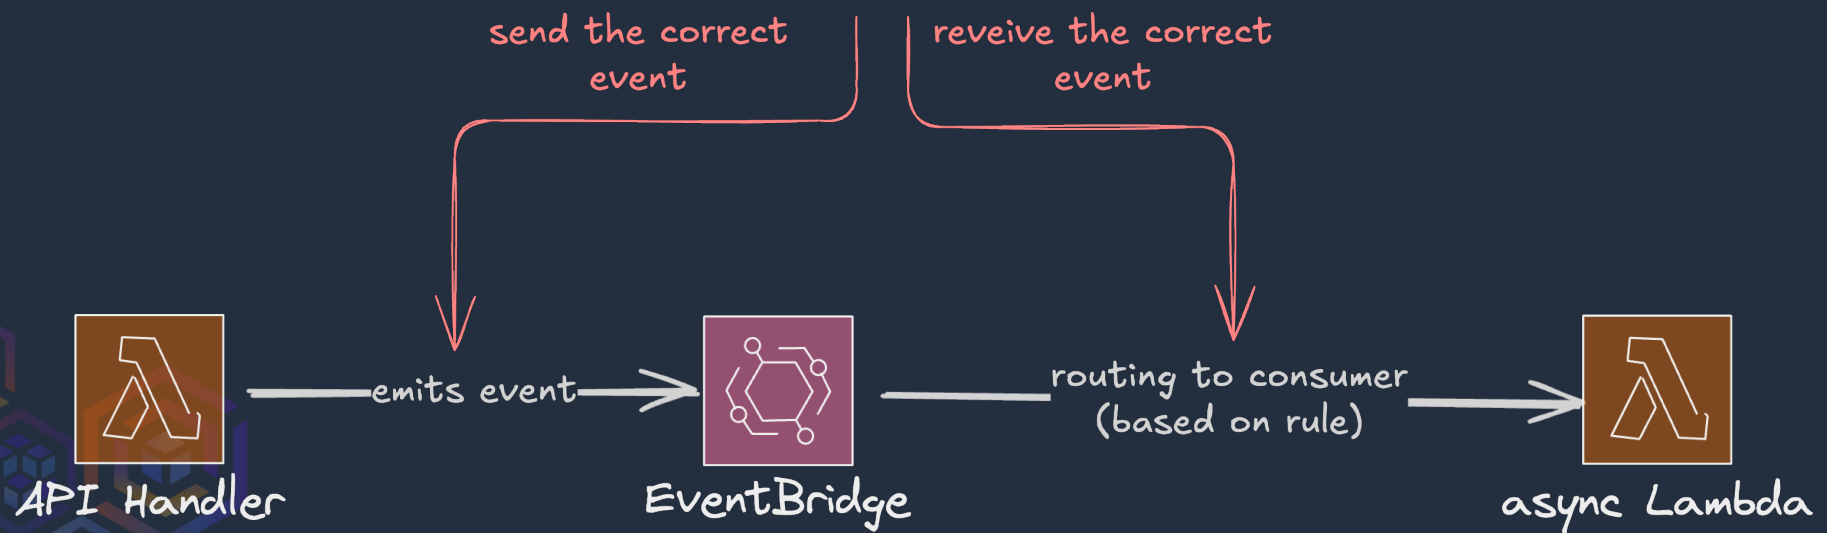 send the correct
event
reveive the correct
event
emits event
routing to consumer
(based on rule)
API Handler
EventBridge
async Lambda